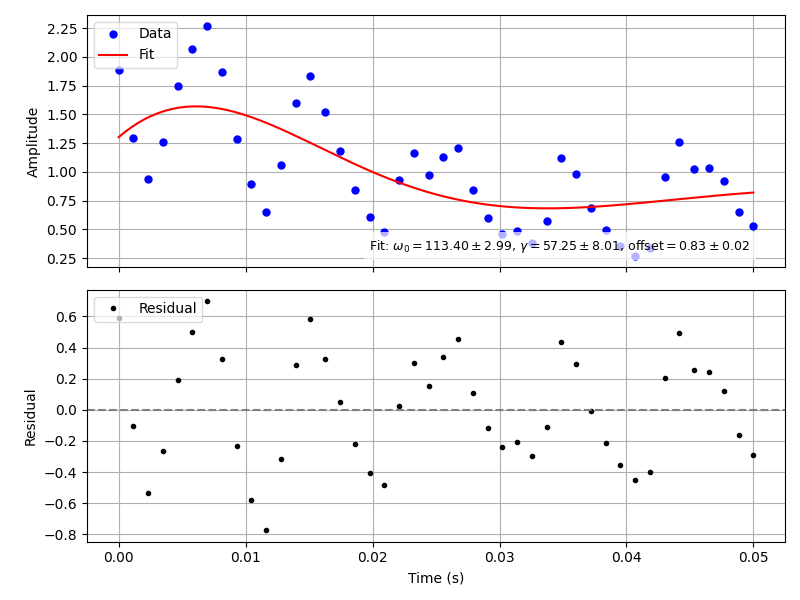 2.25
2.00
1.75
1.50
1.25
1.00
0.75
0.50
0.25
Amplitude
Data
Fit
Fit: ω₀ = 113.40 ± 2.99, γ = 57.25 ± 8.01, offset = 0.83 ± 0.02
0.6
0.4
0.2
0.0
−0.2
−0.4
−0.6
−0.8
Residual
Residual
0.00 0.01 0.02 0.03 0.04 0.05
Time (s)